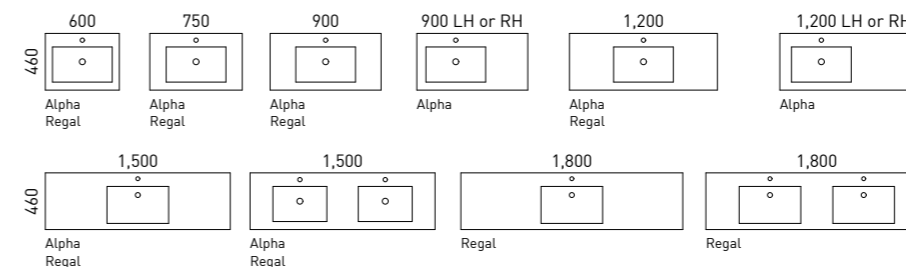 600 750 900 900 LH or RH 1,200 1,200 LH or RH
460
Alpha Alpha Alpha Alpha Alpha Alpha
Regal Regal Regal Regal
1,500 1,500 1,800 1,800
460
Alpha Alpha Regal Regal
Regal Regal